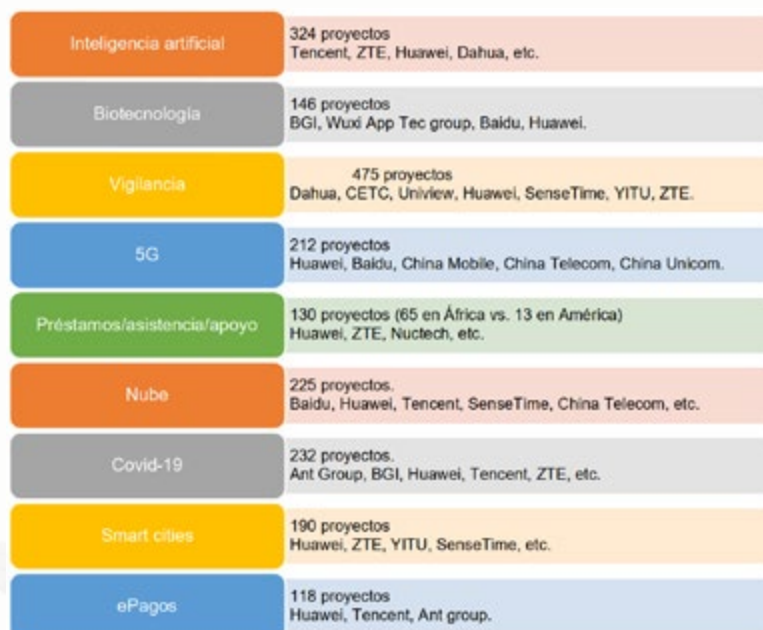 Inteligencia artificial
324 proyectos
Tencent, ZTE, Huawei, Dahua, etc.
Biotecnología
146 proyectos
BGI, Wuxi App Tec group, Baidu, Huawei.
Vigilancia
475 proyectos
Dahua, CETC, Uniview, Huawei, SenseTime, YITU, ZTE.
5G
212 proyectos
Huawei, Baidu, China Mobile, China Telecom, China Unicom.
Préstamos/asistencia/apoyo
130 proyectos (65 en África vs. 13 en América)
Huawei, ZTE, Nuctech, etc.
Nube
225 proyectos.
Baidu, Huawei, Tencent, SenseTime, China Telecom, etc.
Covid-19
232 proyectos.
Ant Group, BGI, Huawei, Tencent, ZTE, etc.
Smart cities
190 proyectos
Huawei, ZTE, YITU, SenseTime, etc.
ePagos
118 proyectos
Huawei, Tencent, Ant group.